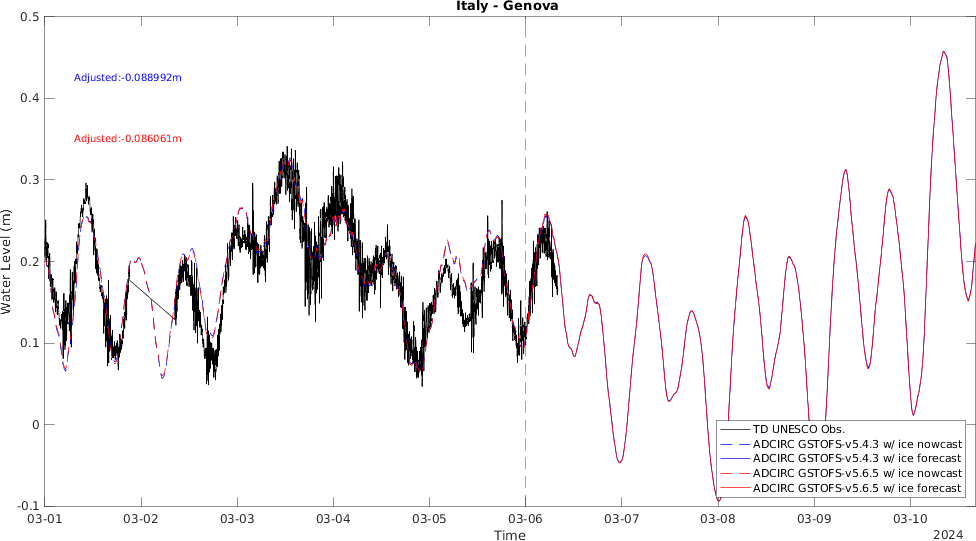 Italy - Genova
Adjusted:-0.088992m
Adjusted:-0.086061m
Water Level (m)
0.5
0.4
0.3
0.2
0.1
0
-0.1
03-01
03-02
03-03
03-04
03-05
03-06
03-07
03-08
03-09
03-10
Time
2024
TD UNESCO Obs.
ADCIRC GSTOFS-v5.4.3 w/ ice nowcast
ADCIRC GSTOFS-v5.4.3 w/ ice forecast
ADCIRC GSTOFS-v5.6.5 w/ ice nowcast
ADCIRC GSTOFS-v5.6.5 w/ ice forecast